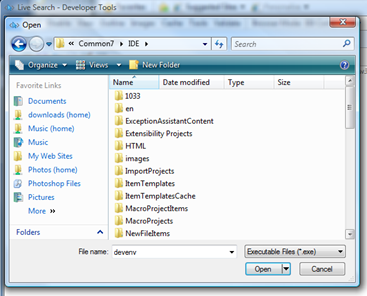 Live Search - Developer Tools
Open
« Common7 ▸ IDE ▸
Search
Organize Views New Folder
Favorite Links
Documents
downloads (home)
Music (home)
Music
My Web Sites
Photos (home)
Photoshop Files
Pictures
More »
Folders
Name Date modified Type Size
1033
en
ExceptionAssistantContent
Extensibility Projects
HTML
images
ImportProjects
ItemTemplates
ItemTemplatesCache
MacroProjectItems
MacroProjects
NewFileItems
File name: devenv
Executable Files (*.exe)
Open Cancel